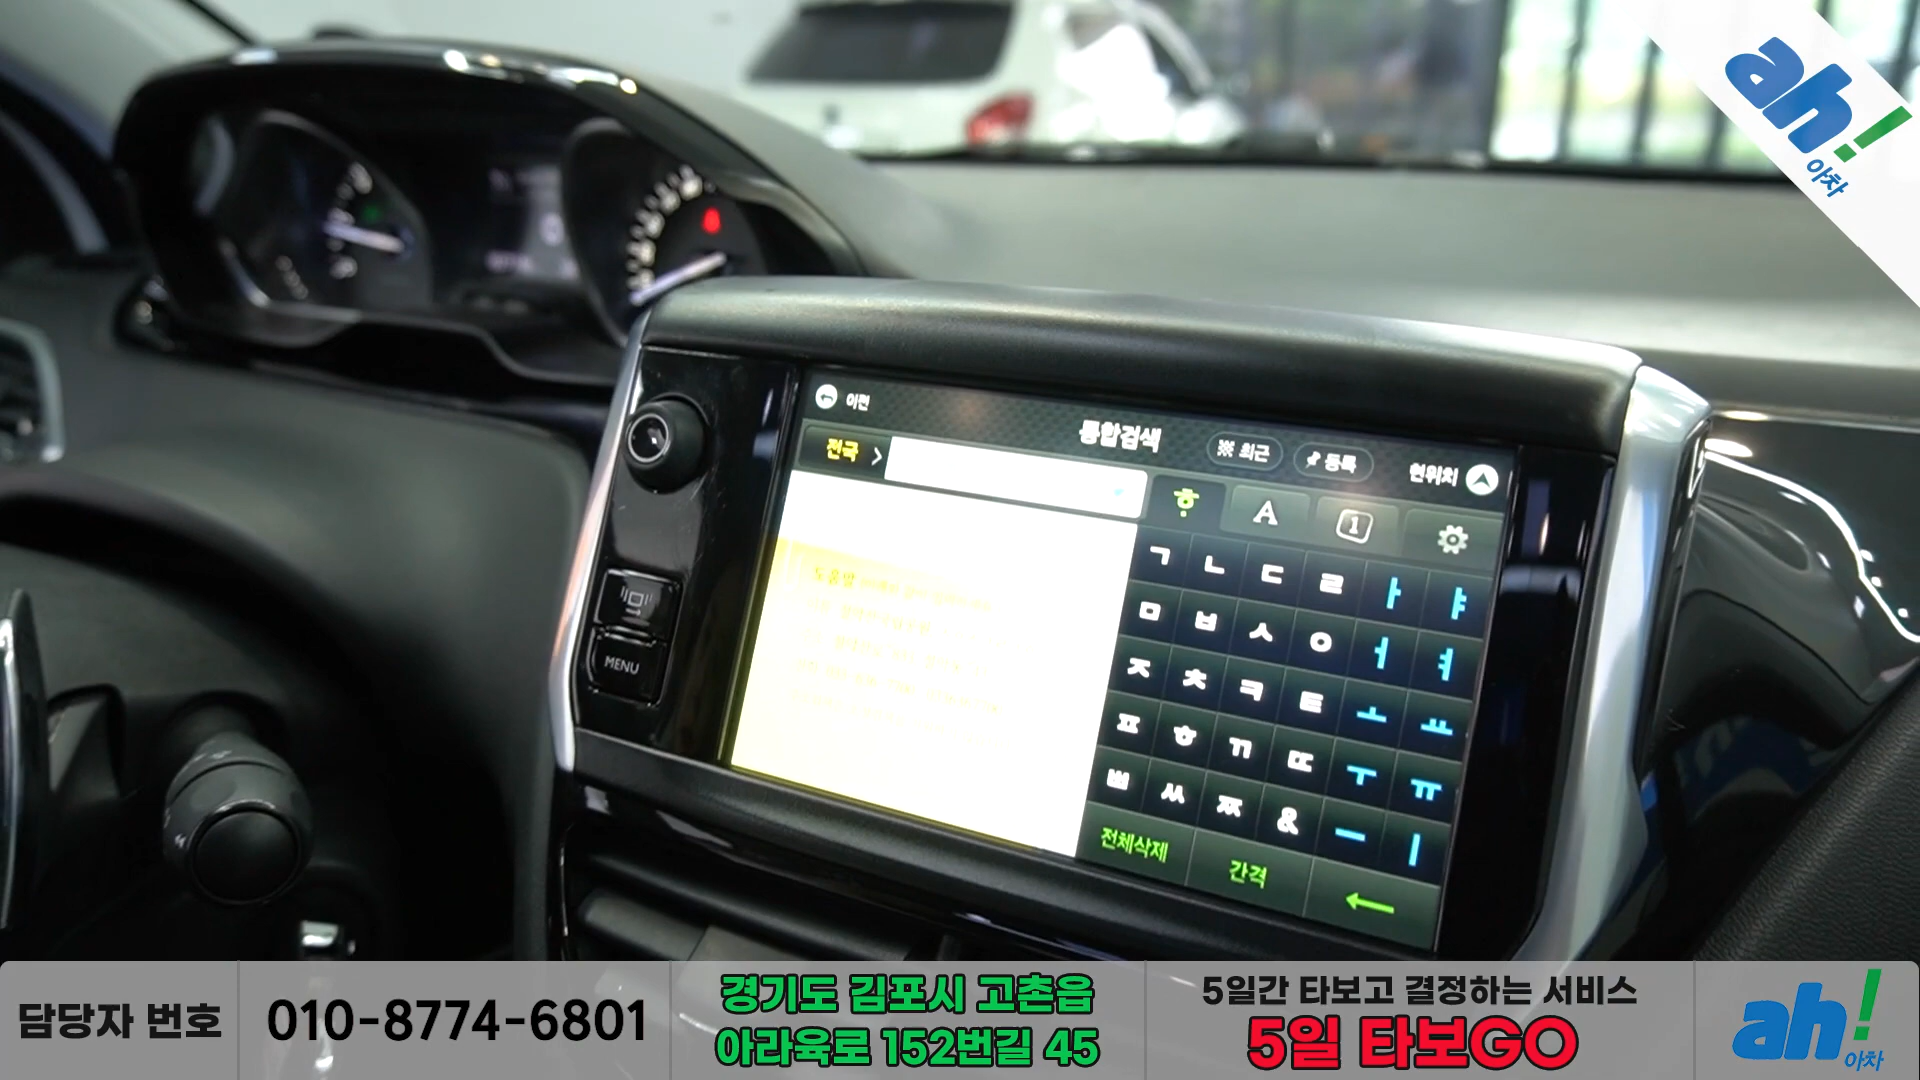 ah!
아차
이전
통합검색
최근
등록
현위치
전국
ㅎ A 1
ㄱ ㄴ ㄷ ㄹ ㅏ ㅑ
ㅁ ㅂ ㅅ ㅇ ㅓ ㅕ
ㅈ ㅊ ㅋ ㅌ ㅗ ㅛ
ㅍ ㅎ ㄲ ㄸ ㅜ ㅠ
ㅃ ㅆ ㅉ & ㅡ ㅣ
전체삭제 간격
도움말
MENU
담당자 번호
010-8774-6801
경기도 김포시 고촌읍
아라육로 152번길 45
5일간 타보고 결정하는 서비스
5일 타보GO
ah!
아차